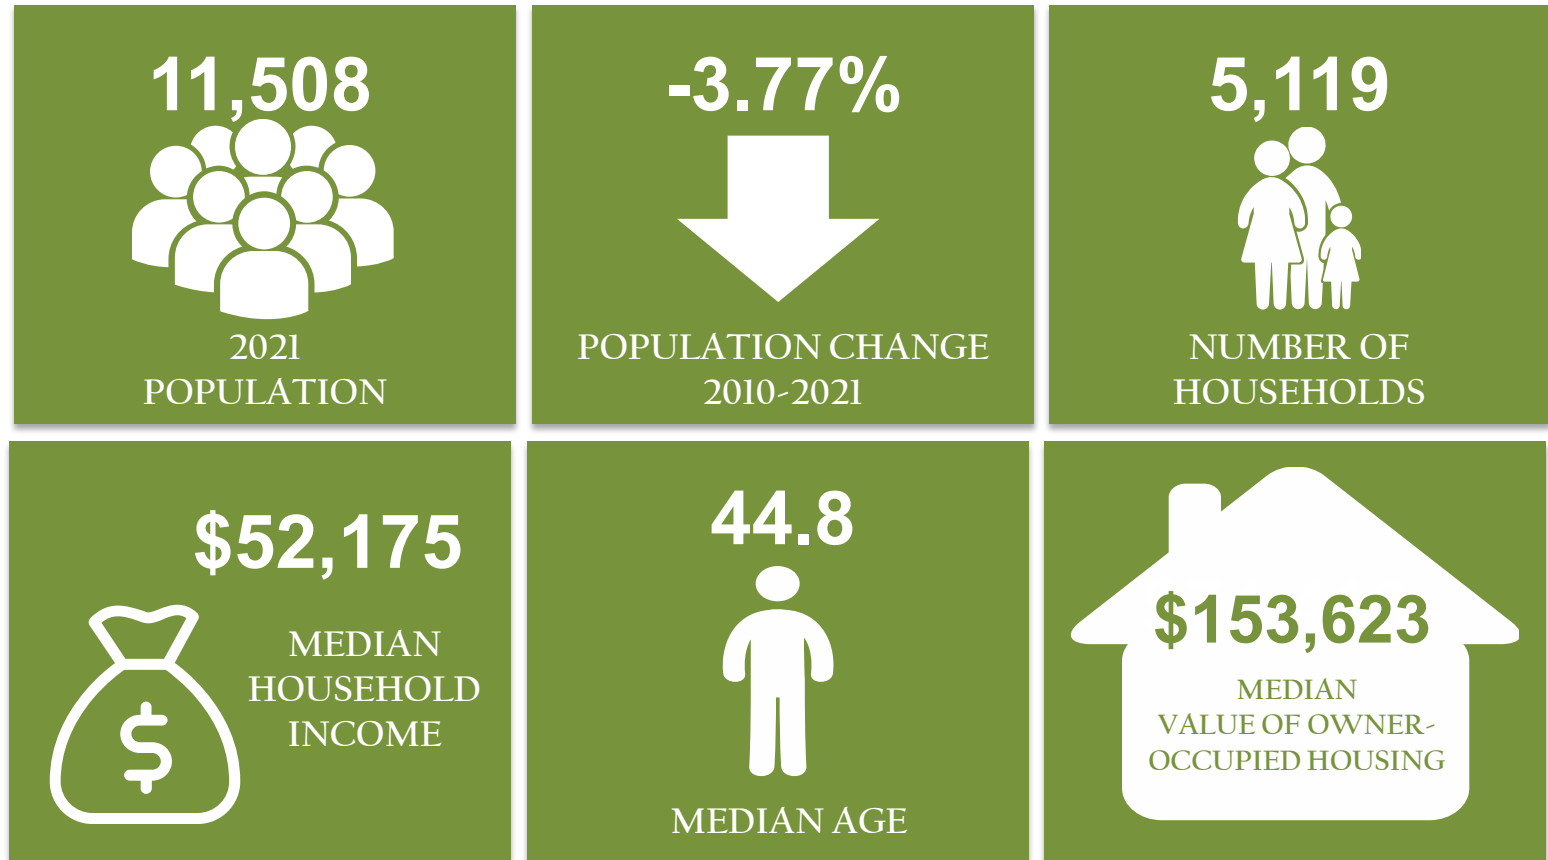 11,508
2021
POPULATION
-3.77%
POPULATION CHANGE
2010-2021
5,119
NUMBER OF
HOUSEHOLDS
$52,175
MEDIAN
HOUSEHOLD
INCOME
$
44.8
MEDIAN AGE
$153,623
MEDIAN
VALUE OF OWNER-
OCCUPIED HOUSING